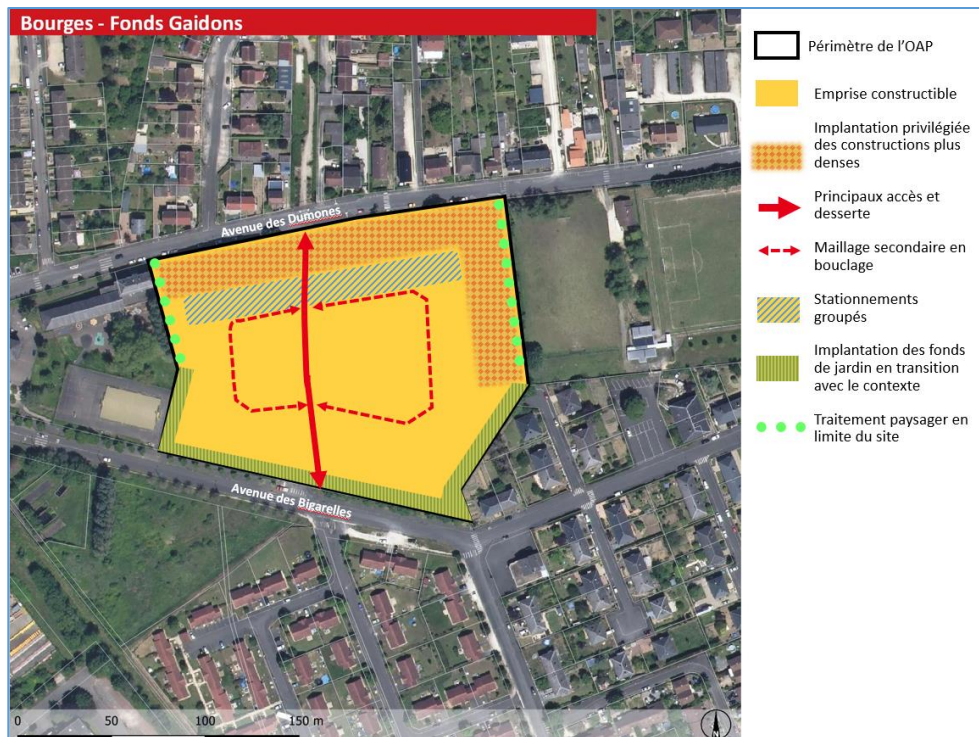 Bourges - Fonds Gaidons
Périmètre de l'OAP
Emprise constructible
Implantation privilégiée
des constructions plus
denses
Principaux accès et
desserte
Maillage secondaire en
bouclage
Stationnements
groupés
Implantation des fonds
de jardin en transition
avec le contexte
Traitement paysager en
limite du site
Avenue des Dumones
Avenue des Bigarelles
0 50 100 150 m
N